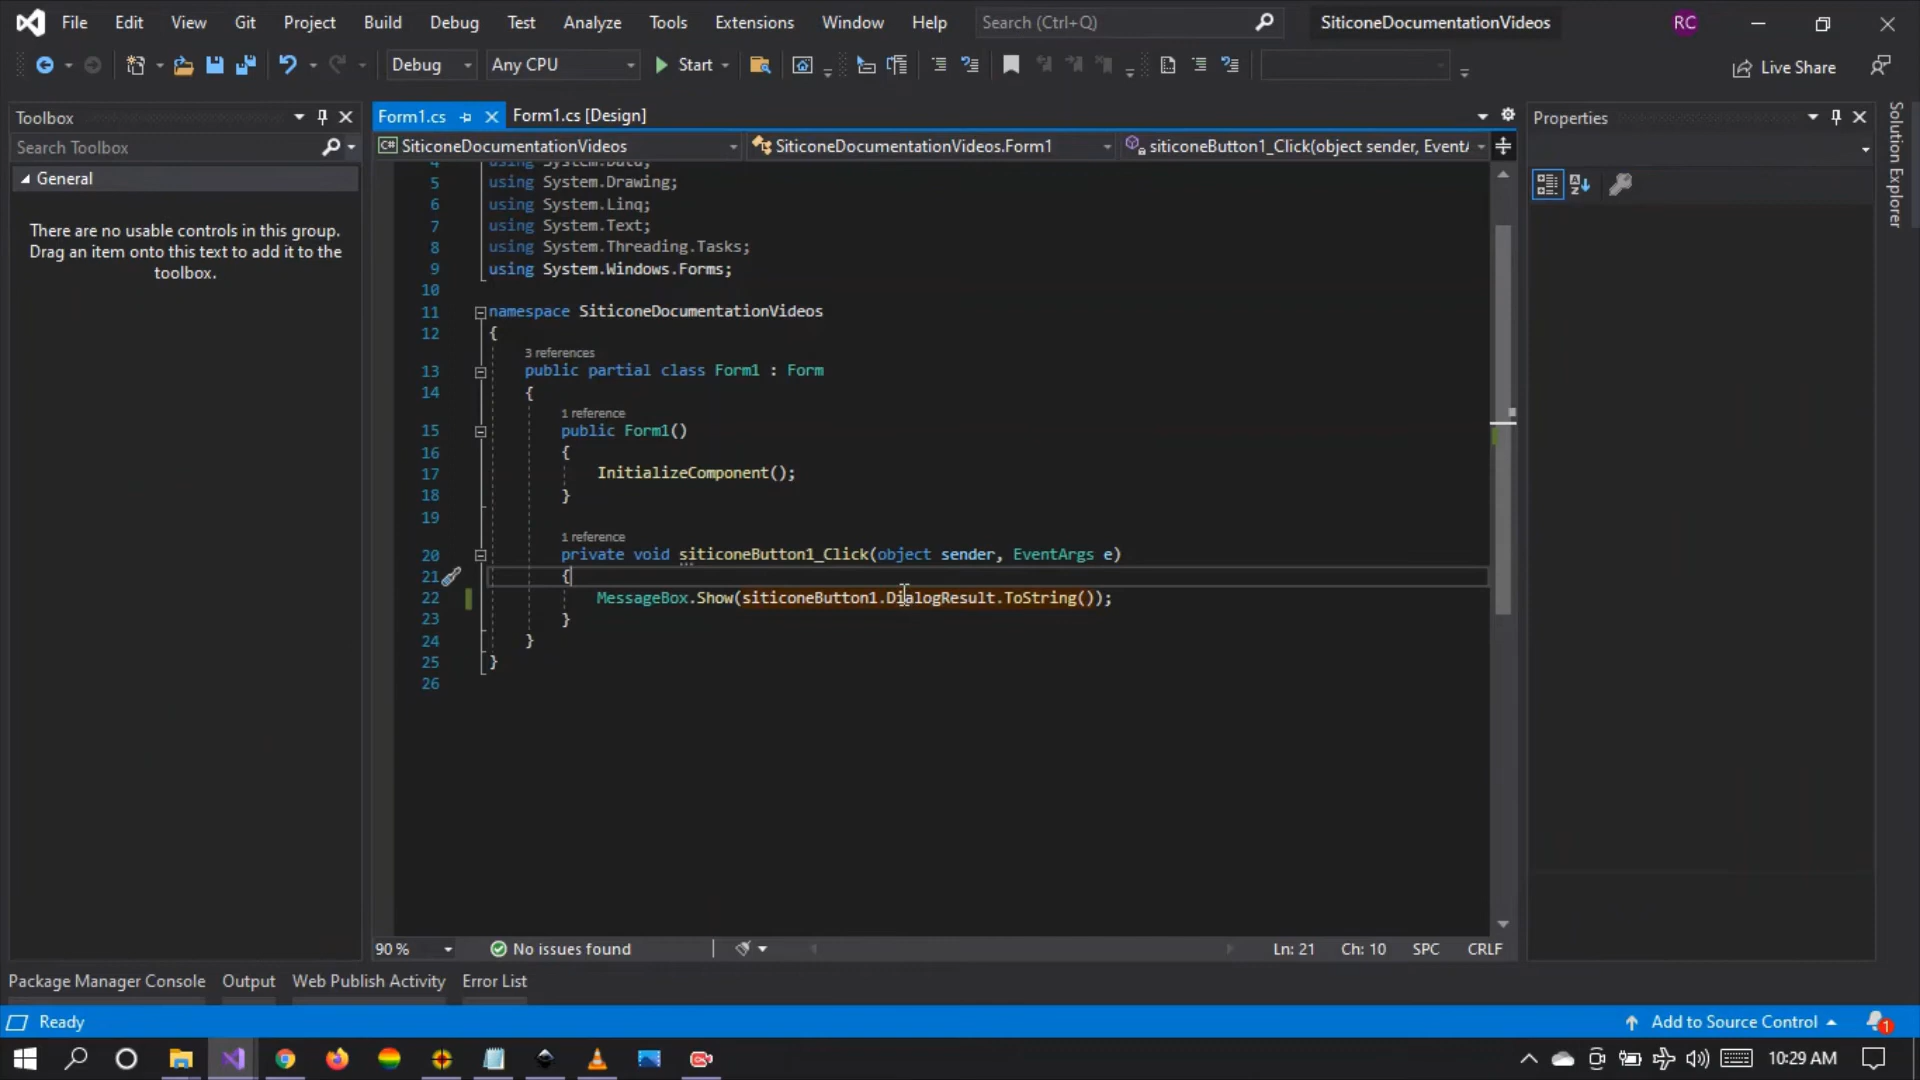 File Edit View Git Project Build Debug Test Analyze Tools Extensions Window Help Search (Ctrl+Q) SiticoneDocumentationVideos RC
Debug Any CPU Start Live Share
Toolbox
Search Toolbox
General
There are no usable controls in this group.
Drag an item onto this text to add it to the
toolbox.
Form1.cs Form1.cs [Design]
C# SiticoneDocumentationVideos SiticoneDocumentationVideos.Form1 siticoneButton1_Click(object sender, EventA
4 using System.Data;
5 using System.Drawing;
6 using System.Linq;
7 using System.Text;
8 using System.Threading.Tasks;
9 using System.Windows.Forms;
10
11 namespace SiticoneDocumentationVideos
12 {
3 references
13 public partial class Form1 : Form
14 {
1 reference
15 public Form1()
16 {
17 InitializeComponent();
18 }
19
1 reference
20 private void siticoneButton1_Click(object sender, EventArgs e)
21 {
22 MessageBox.Show(siticoneButton1.DialogResult.ToString());
23 }
24 }
25 }
26
90 % No issues found Ln: 21 Ch: 10 SPC CRLF
Properties
Solution Explorer
Package Manager Console Output Web Publish Activity Error List
Ready Add to Source Control 1
10:29 AM